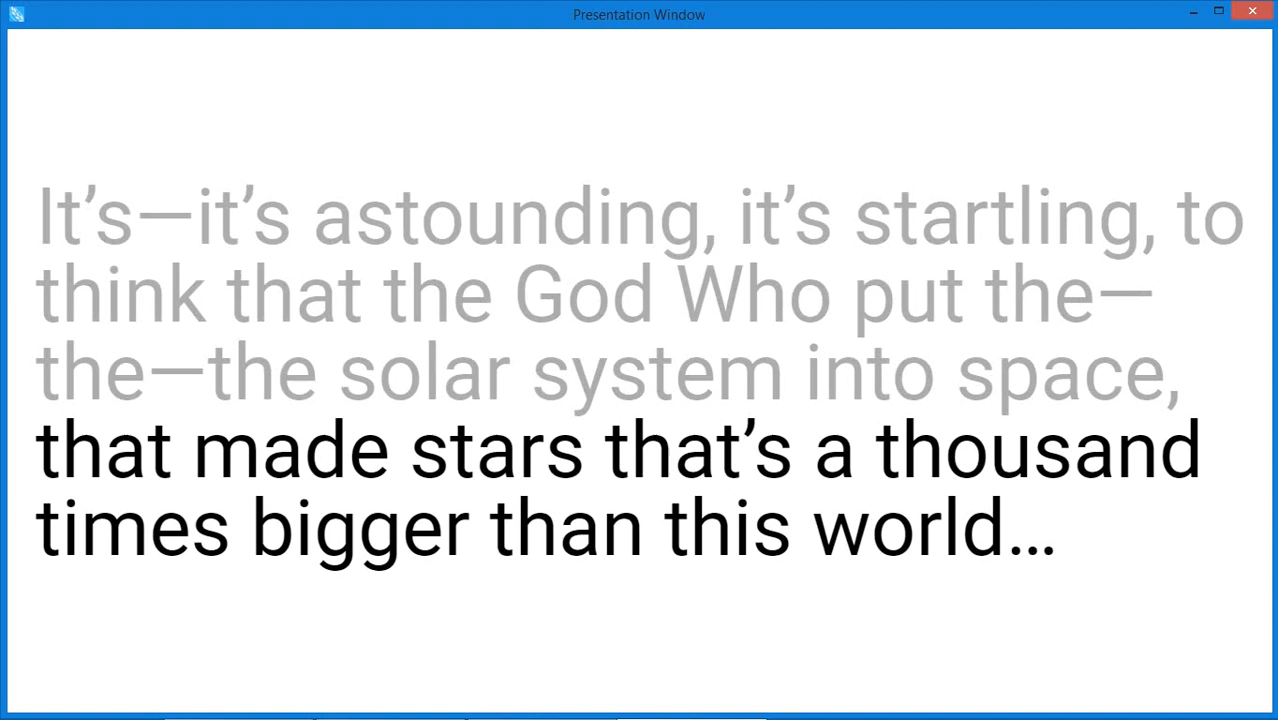 Presentation Window
It’s—it’s astounding, it’s startling, to
think that the God Who put the—
the—the solar system into space,
that made stars that’s a thousand
times bigger than this world…